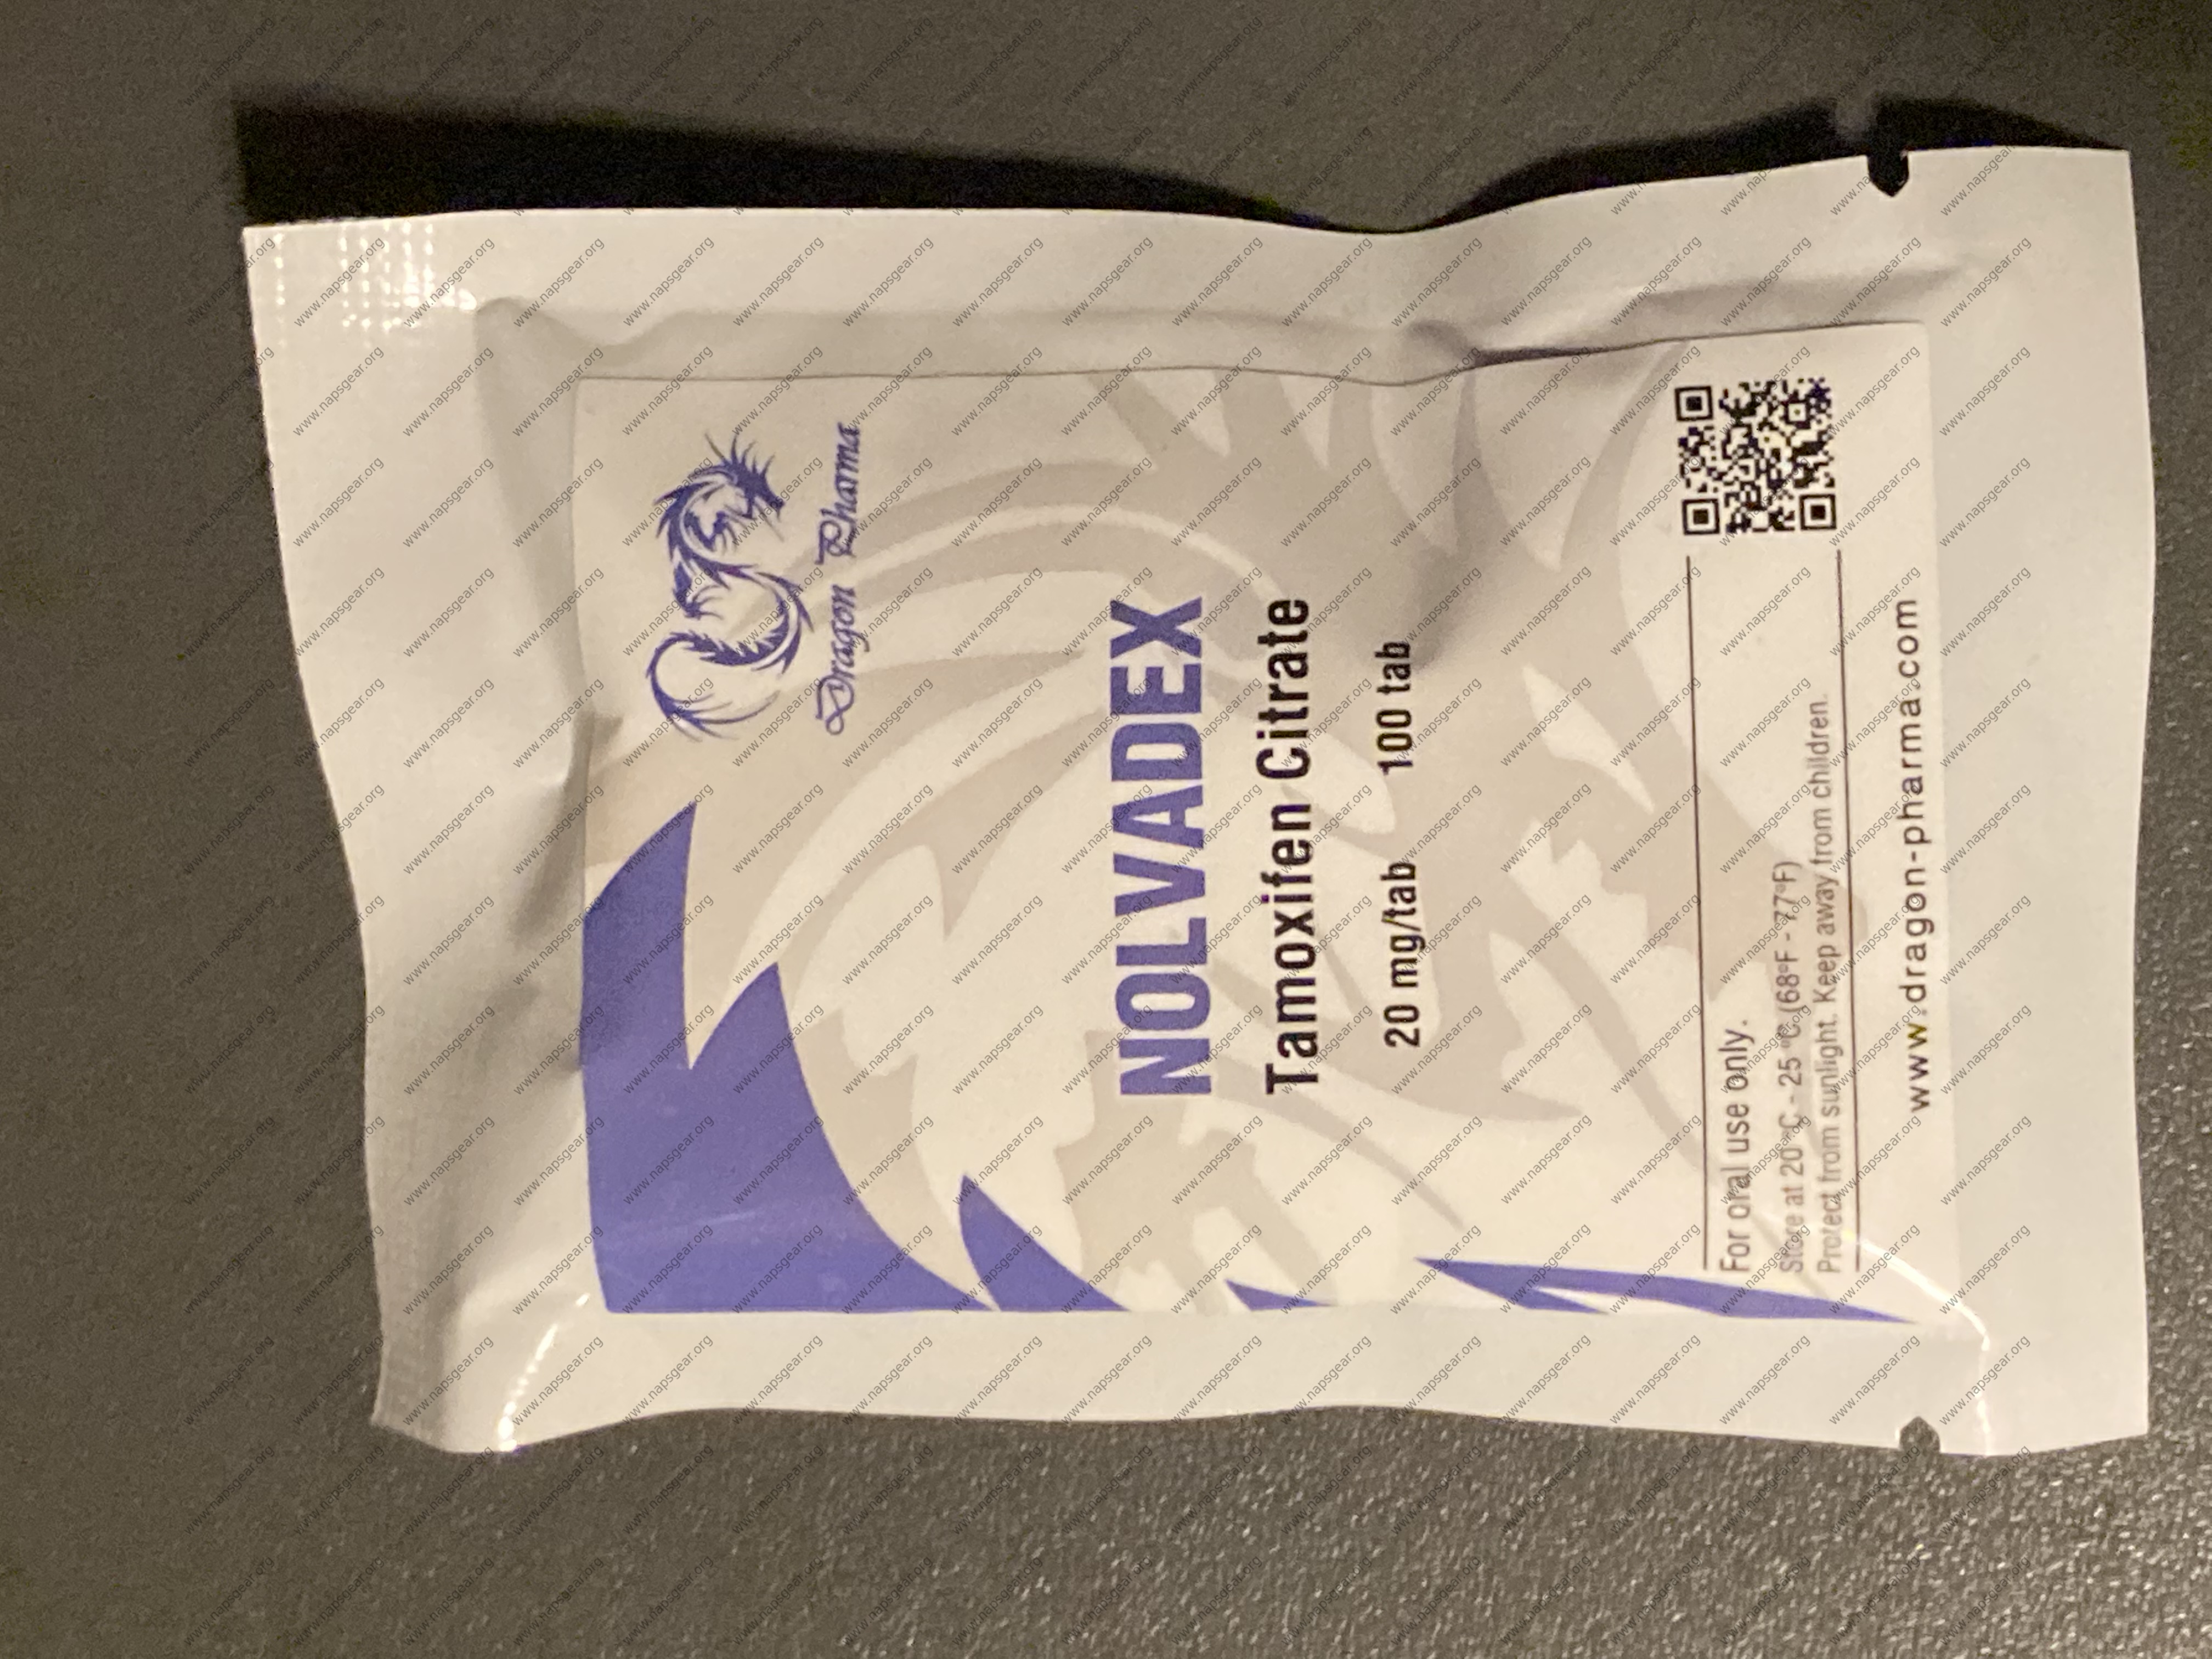 Dragon Pharma
NOLVADEX
Tamoxifen Citrate
20 mg/tab 100 tab
For oral use only.
Store at 20°C - 25 °C (68°F - 77°F)
Protect from sunlight. Keep away from children.
www.dragon-pharma.com
www.napsgear.org